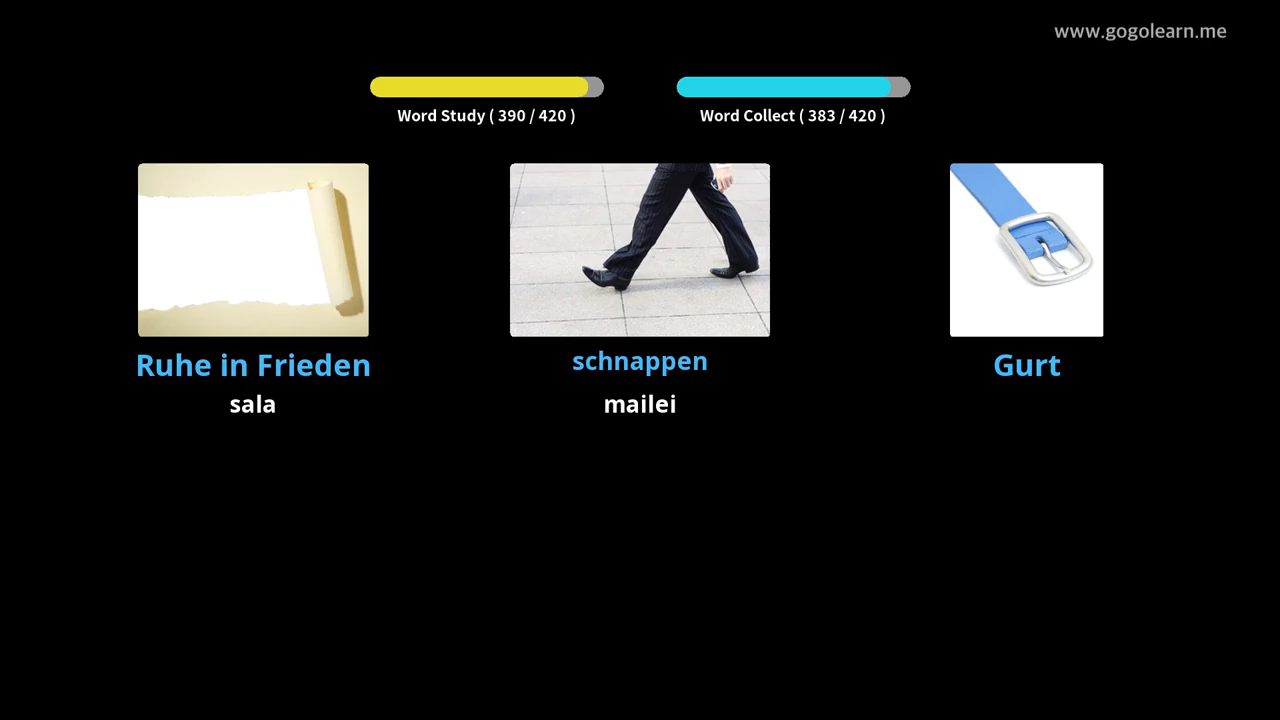 www.gogolearn.me
Word Study ( 390 / 420 )
Word Collect ( 383 / 420 )
Ruhe in Frieden
sala
schnappen
mailei
Gurt